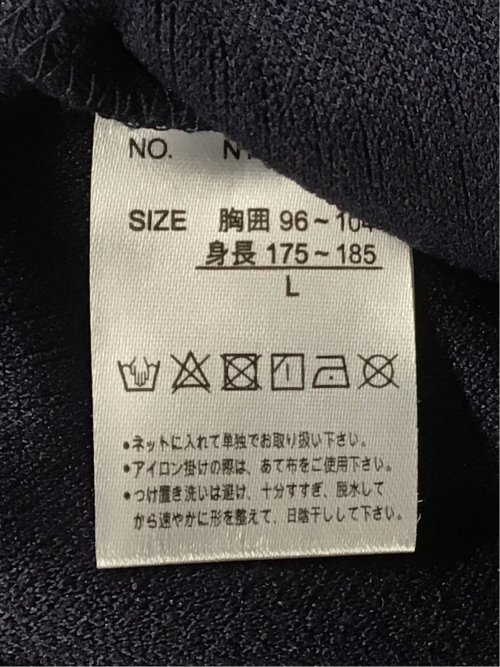 NO.
SIZE 胸囲 96～104
身長 175～185
L
•ネットに入れて単独でお取り扱い下さい。
•アイロン掛けの際は、あて布をご使用下さい。
•つけ置き洗いは避け、十分すすぎ、脱水して
から速やかに形を整えて、日陰干しして下さい。